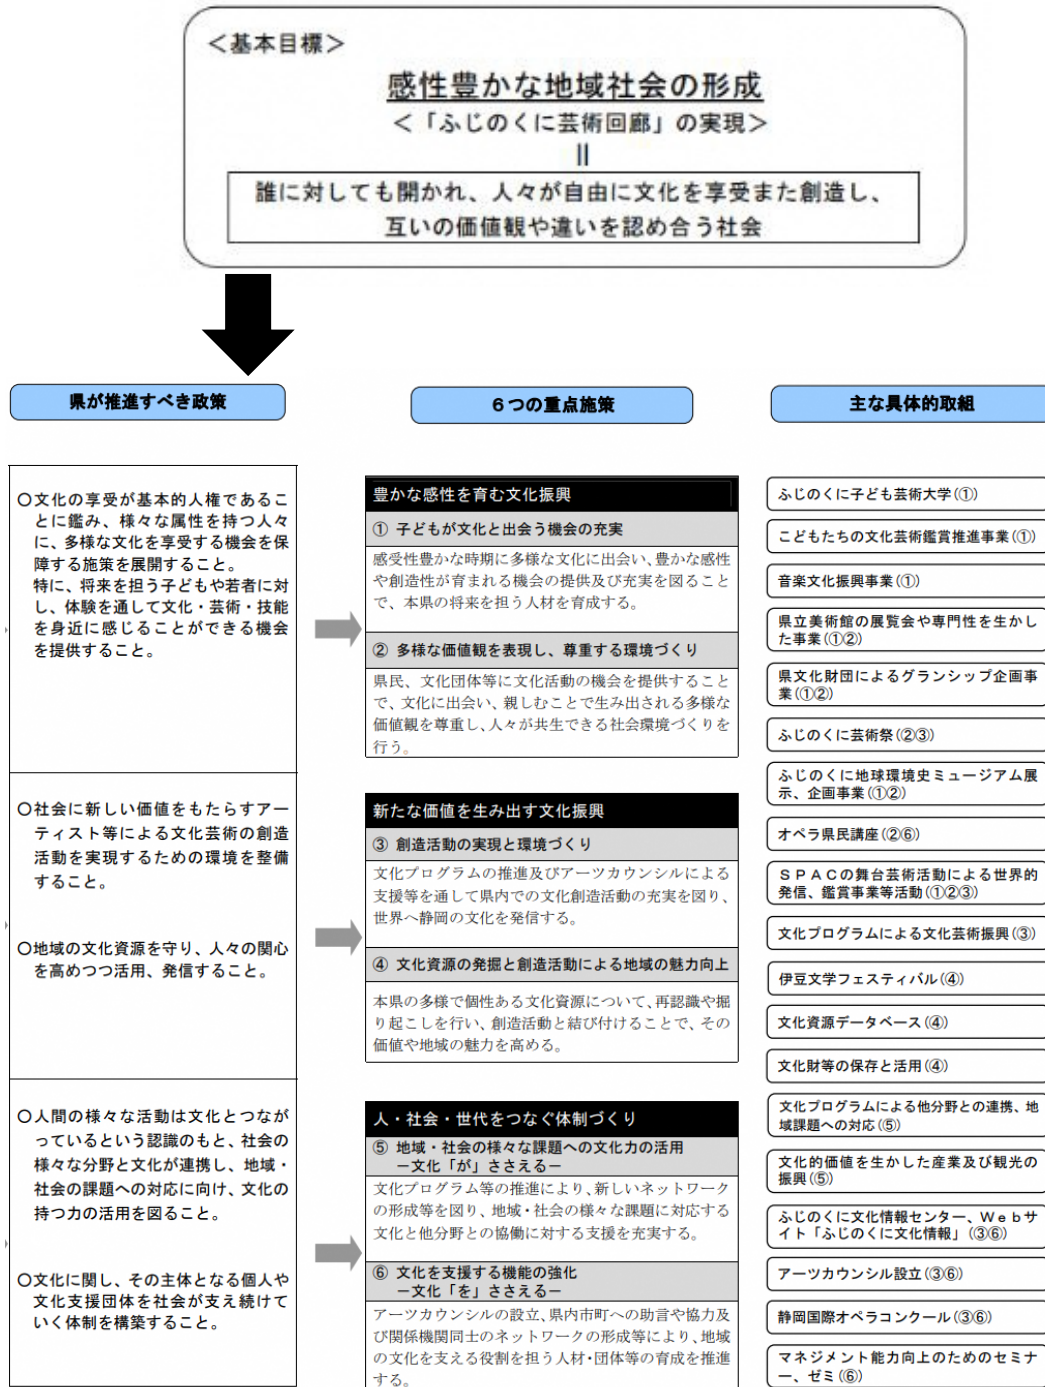 ＜基本目標＞
感性豊かな地域社会の形成
＜「ふじのくに芸術回廊」の実現＞
＝
誰に対しても開かれ、人々が自由に文化を享受また創造し、
互いの価値観や違いを認め合う社会
県が推進すべき政策
○文化の享受が基本的人権であるこ
とに鑑み、様々な属性を持つ人々
に、多様な文化を享受する機会を保
障する施策を展開すること。
特に、将来を担う子どもや若者に対
し、体験を通して文化・芸術・技能
を身近に感じることができる機会
を提供すること。
○社会に新しい価値をもたらすアー
ティスト等による文化芸術の創造
活動を実現するための環境を整備
すること。
○地域の文化資源を守り、人々の関心
を高めつつ活用、発信すること。
○人間の様々な活動は文化とつなが
っているという認識のもと、社会の
様々な分野と文化が連携し、地域・
社会の課題への対応に向け、文化の
持つ力の活用を図ること。
○文化に関し、その主体となる個人や
文化支援団体を社会が支え続けて
いく体制を構築すること。
６つの重点施策
豊かな感性を育む文化振興
① 子どもが文化と出会う機会の充実
感受性豊かな時期に多様な文化に出会い、豊かな感性
や創造性が育まれる機会の提供及び充実を図ること
で、本県の将来を担う人材を育成する。
② 多様な価値観を表現し、尊重する環境づくり
県民、文化団体等に文化活動の機会を提供すること
で、文化に出会い、親しむことで生み出される多様な
価値観を尊重し、人々が共生できる社会環境づくりを
行う。
新たな価値を生み出す文化振興
③ 創造活動の実現と環境づくり
文化プログラムの推進及びアーツカウンシルによる
支援等を通して県内での文化創造活動の充実を図り、
世界へ静岡の文化を発信する。
④ 文化資源の発掘と創造活動による地域の魅力向上
本県の多様で個性ある文化資源について、再認識や掘
り起こしを行い、創造活動と結び付けることで、その
価値や地域の魅力を高める。
人・社会・世代をつなぐ体制づくり
⑤ 地域・社会の様々な課題への文化力の活用
－文化「が」ささえる－
文化プログラム等の推進により、新しいネットワーク
の形成等を図り、地域・社会の様々な課題に対応する
文化と他分野との協働に対する支援を充実する。
⑥ 文化を支援する機能の強化
－文化「を」ささえる－
アーツカウンシルの設立、県内市町への助言や協力及
び関係機関同士のネットワークの形成等により、地域
の文化を支える役割を担う人材・団体等の育成を推進
する。
主な具体的取組
ふじのくに子ども芸術大学(①)
こどもたちの文化芸術鑑賞推進事業(①)
音楽文化振興事業(①)
県立美術館の展覧会や専門性を生かし
た事業(①②)
県文化財団によるグランシップ企画事
業(①②)
ふじのくに芸術祭(②③)
ふじのくに地球環境史ミュージアム展
示、企画事業(①②)
オペラ県民講座(②⑥)
ＳＰＡＣの舞台芸術活動による世界的
発信、鑑賞事業等活動(①②③)
文化プログラムによる文化芸術振興(③)
伊豆文学フェスティバル(④)
文化資源データベース(④)
文化財等の保存と活用(④)
文化プログラムによる他分野との連携、地
域課題への対応(⑤)
文化的価値を生かした産業及び観光の
振興(⑤)
ふじのくに文化情報センター、Ｗｅｂサ
イト「ふじのくに文化情報」(③⑥)
アーツカウンシル設立(③⑥)
静岡国際オペラコンクール(③⑥)
マネジメント能力向上のためのセミナ
ー、ゼミ(⑥)